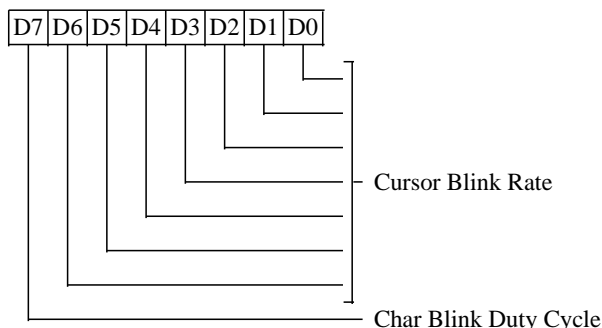 D7 D6 D5 D4 D3 D2 D1 D0
Cursor Blink Rate
Char Blink Duty Cycle